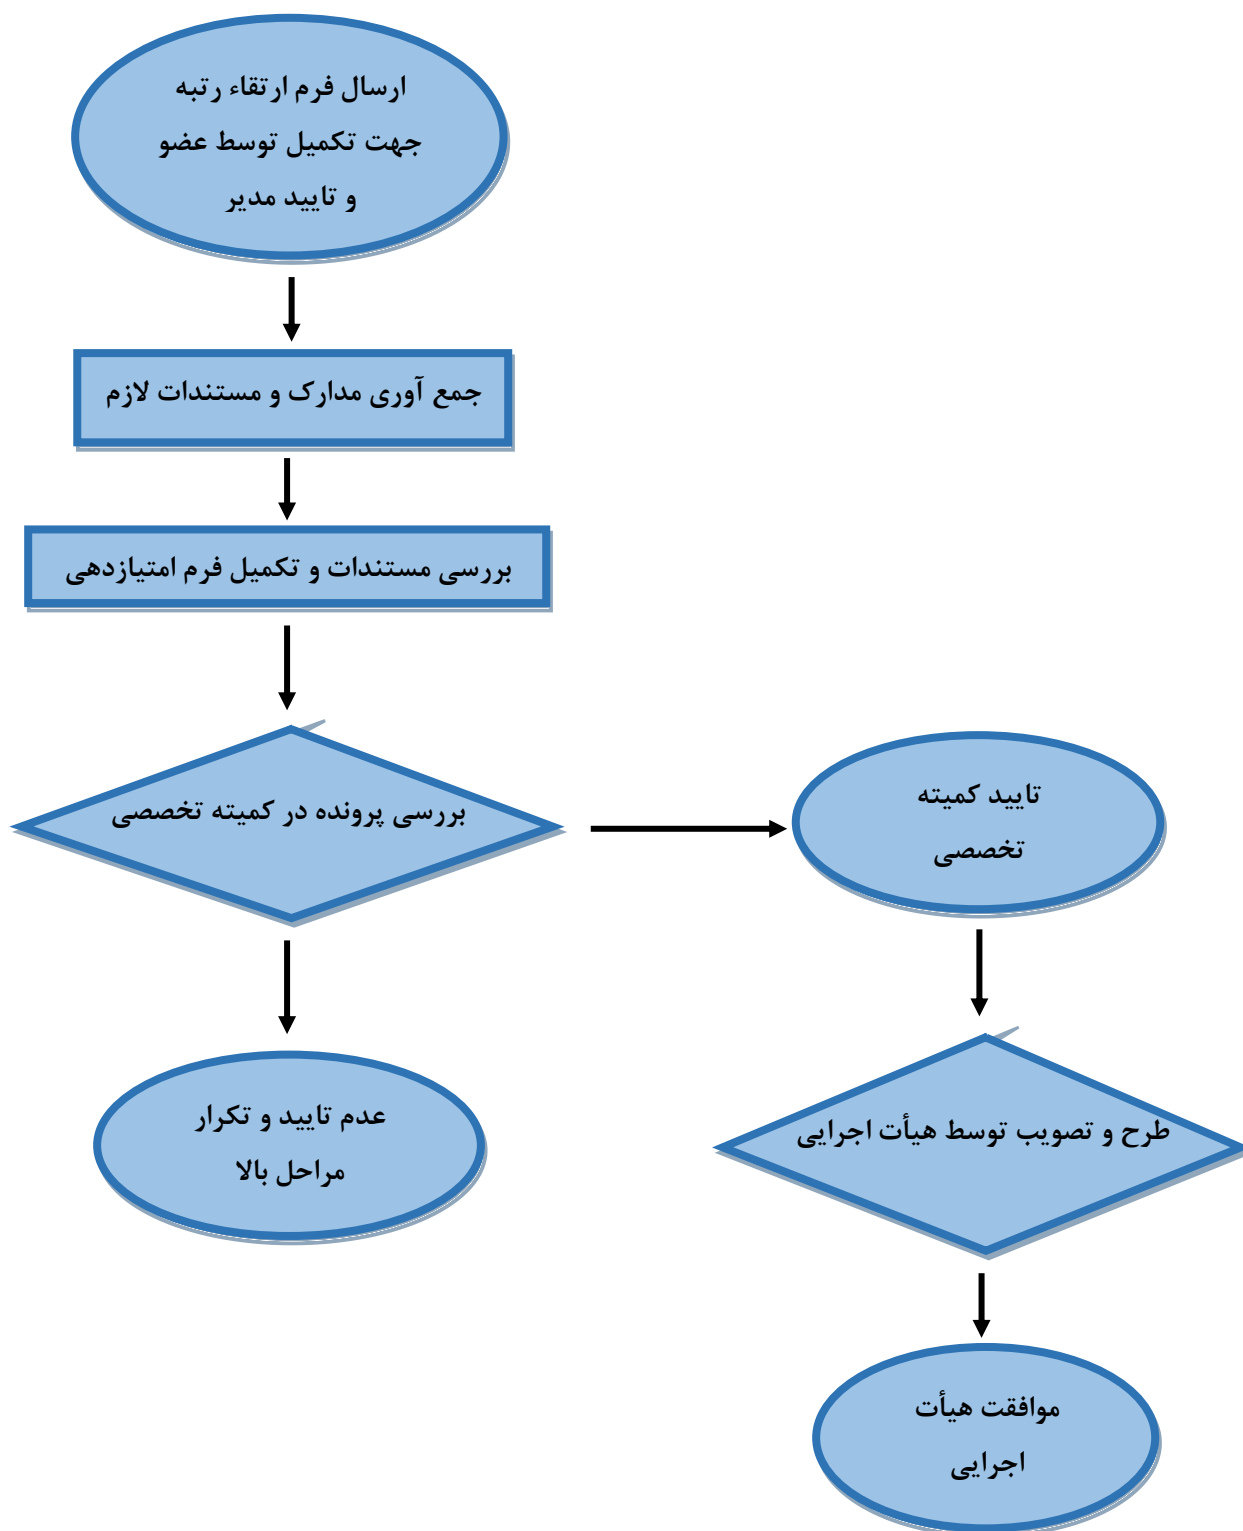 ارسال فرم ارتقاء رتبه
جهت تکمیل توسط عضو
و تایید مدیر
جمع آوری مدارک و مستندات لازم
بررسی مستندات و تکمیل فرم امتیازدهی
بررسی پرونده در کمیته تخصصی
تایید کمیته
تخصصی
عدم تایید و تکرار
مراحل بالا
طرح و تصویب توسط هیأت اجرایی
موافقت هیأت
اجرایی